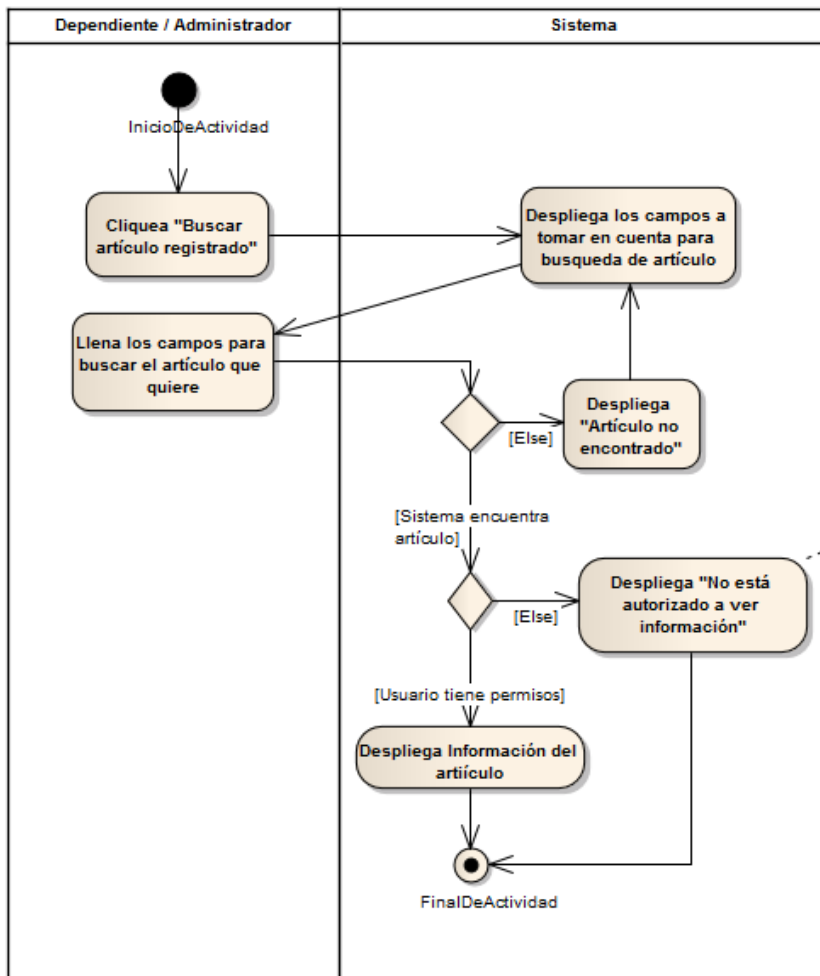 Dependiente / Administrador
Sistema
InicioDeActividad
Cliquea "Buscar
artículo registrado"
Despliega los campos a
tomar en cuenta para
busqueda de artículo
Llena los campos para
buscar el artículo que
quiere
[Else]
Despliega
"Artículo no
encontrado"
[Sistema encuentra
artículo]
[Else]
Despliega "No está
autorizado a ver
información"
[Usuario tiene permisos]
Despliega Información del
artiículo
FinalDeActividad